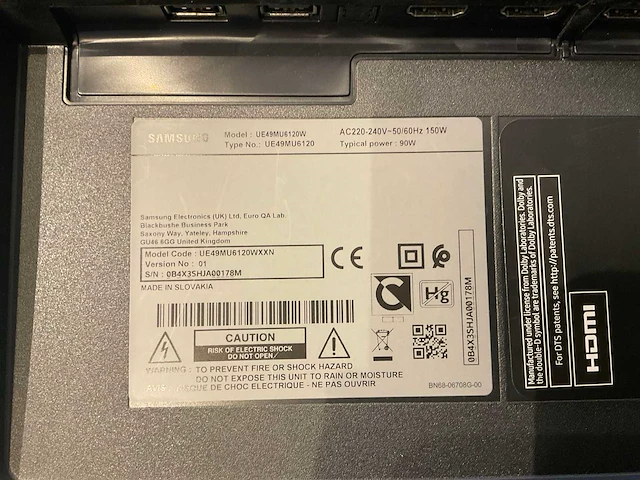 SAMSUNG
Model : UE49MU6120W
Type No.: UE49MU6120
AC220-240V~50/60Hz 150W
Typical power : 90W
Samsung Electronics (UK) Ltd, Euro QA Lab.
Blackbushe Business Park
Saxony Way, Yateley, Hampshire
GU46 6GG United Kingdom
Model Code : UE49MU6120WXXN
Version No : 01
S/N : 0B4X3SHJA00178M
MADE IN SLOVAKIA
CE
Hg
0B4X3SHJA00178M
CAUTION
RISK OF ELECTRIC SHOCK
DO NOT OPEN
WARNING : TO PREVENT FIRE OR SHOCK HAZARD
DO NOT EXPOSE THIS UNIT TO RAIN OR MOISTURE
DE CHOC ELECTRIQUE - NE PAS OUVRIR
BN68-06708G-00
Manufactured under license from Dolby Laboratories. Dolby and
the double-D symbol are trademarks of Dolby Laboratories.
For DTS patents, see http://patents.dts.com
HDMI